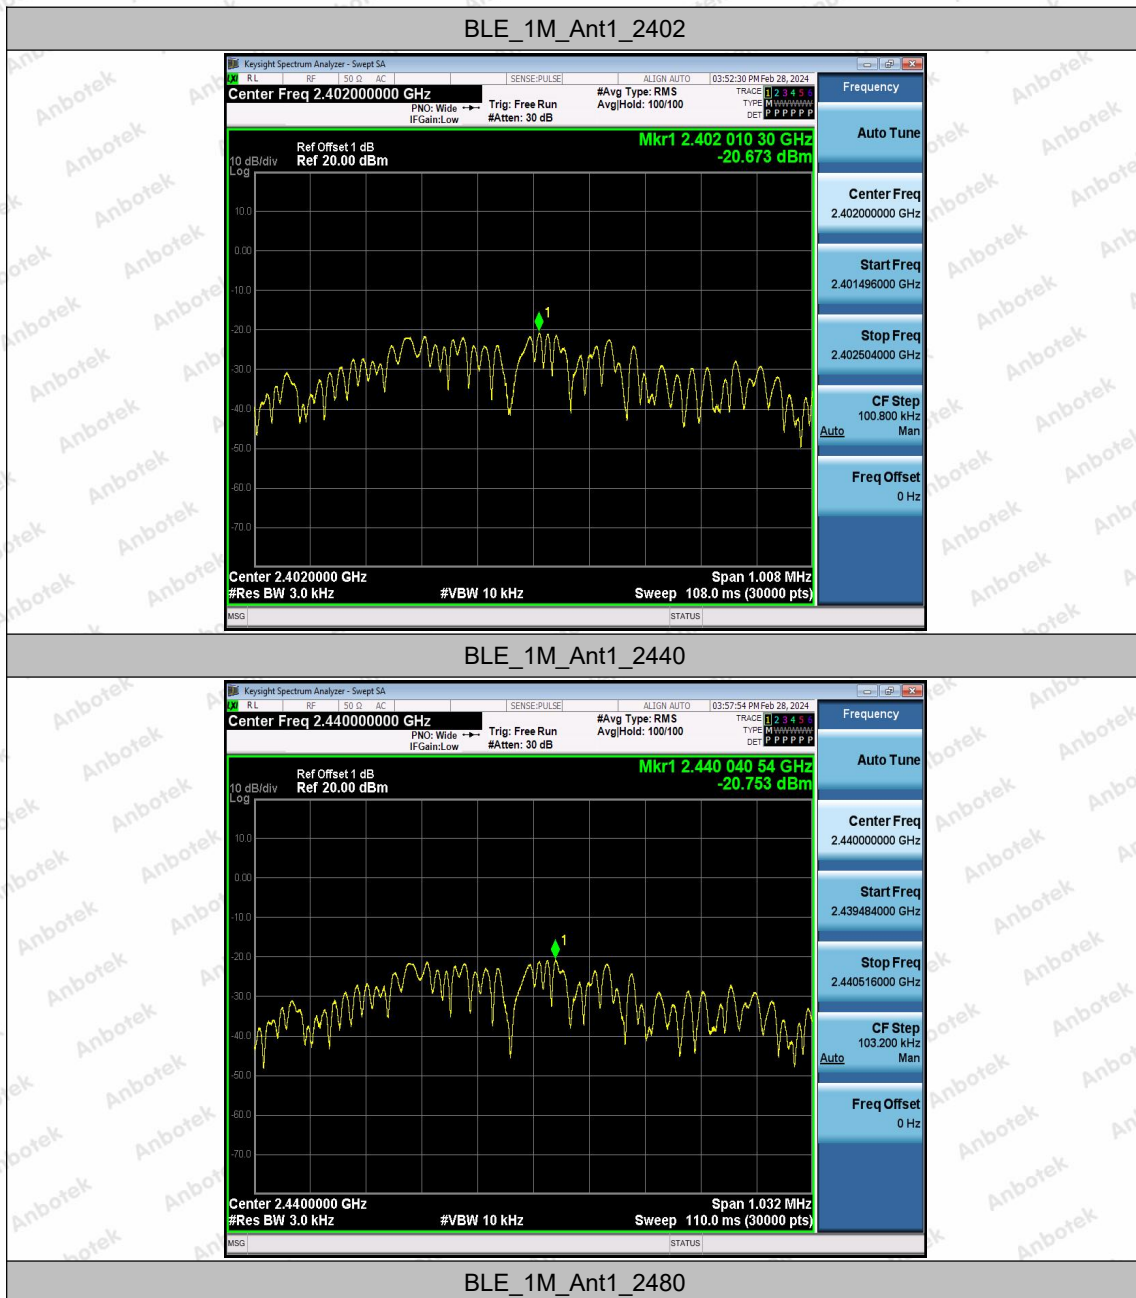 BLE_1M_Ant1_2402
Keysight Spectrum Analyzer - Swept SA
LXI RL RF 50 Ω AC SENSE:PULSE ALIGN AUTO 03:52:30 PM Feb 28, 2024
Center Freq 2.402000000 GHz #Avg Type: RMS TRACE 1 2 3 4 5 6
PNO: Wide Trig: Free Run Avg|Hold: 100/100 TYPE M WWWWW
IFGain:Low #Atten: 30 dB DET P P P P P P
Mkr1 2.402 010 30 GHz
-20.673 dBm
Ref Offset 1 dB
10 dB/div Ref 20.00 dBm
Log
10.0
0.00
-10.0
1
-20.0
-30.0
-40.0
-50.0
-60.0
-70.0
Center 2.4020000 GHz Span 1.008 MHz
#Res BW 3.0 kHz #VBW 10 kHz Sweep 108.0 ms (30000 pts)
MSG STATUS
Frequency
Auto Tune
Center Freq
2.402000000 GHz
Start Freq
2.401496000 GHz
Stop Freq
2.402504000 GHz
CF Step
100.800 kHz
Auto Man
Freq Offset
0 Hz
BLE_1M_Ant1_2440
Keysight Spectrum Analyzer - Swept SA
LXI RL RF 50 Ω AC SENSE:PULSE ALIGN AUTO 03:57:54 PM Feb 28, 2024
Center Freq 2.440000000 GHz #Avg Type: RMS TRACE 1 2 3 4 5 6
PNO: Wide Trig: Free Run Avg|Hold: 100/100 TYPE M WWWWW
IFGain:Low #Atten: 30 dB DET P P P P P P
Mkr1 2.440 040 54 GHz
-20.753 dBm
Ref Offset 1 dB
10 dB/div Ref 20.00 dBm
Log
10.0
0.00
-10.0
1
-20.0
-30.0
-40.0
-50.0
-60.0
-70.0
Center 2.4400000 GHz Span 1.032 MHz
#Res BW 3.0 kHz #VBW 10 kHz Sweep 110.0 ms (30000 pts)
MSG STATUS
Frequency
Auto Tune
Center Freq
2.440000000 GHz
Start Freq
2.439484000 GHz
Stop Freq
2.440516000 GHz
CF Step
103.200 kHz
Auto Man
Freq Offset
0 Hz
BLE_1M_Ant1_2480